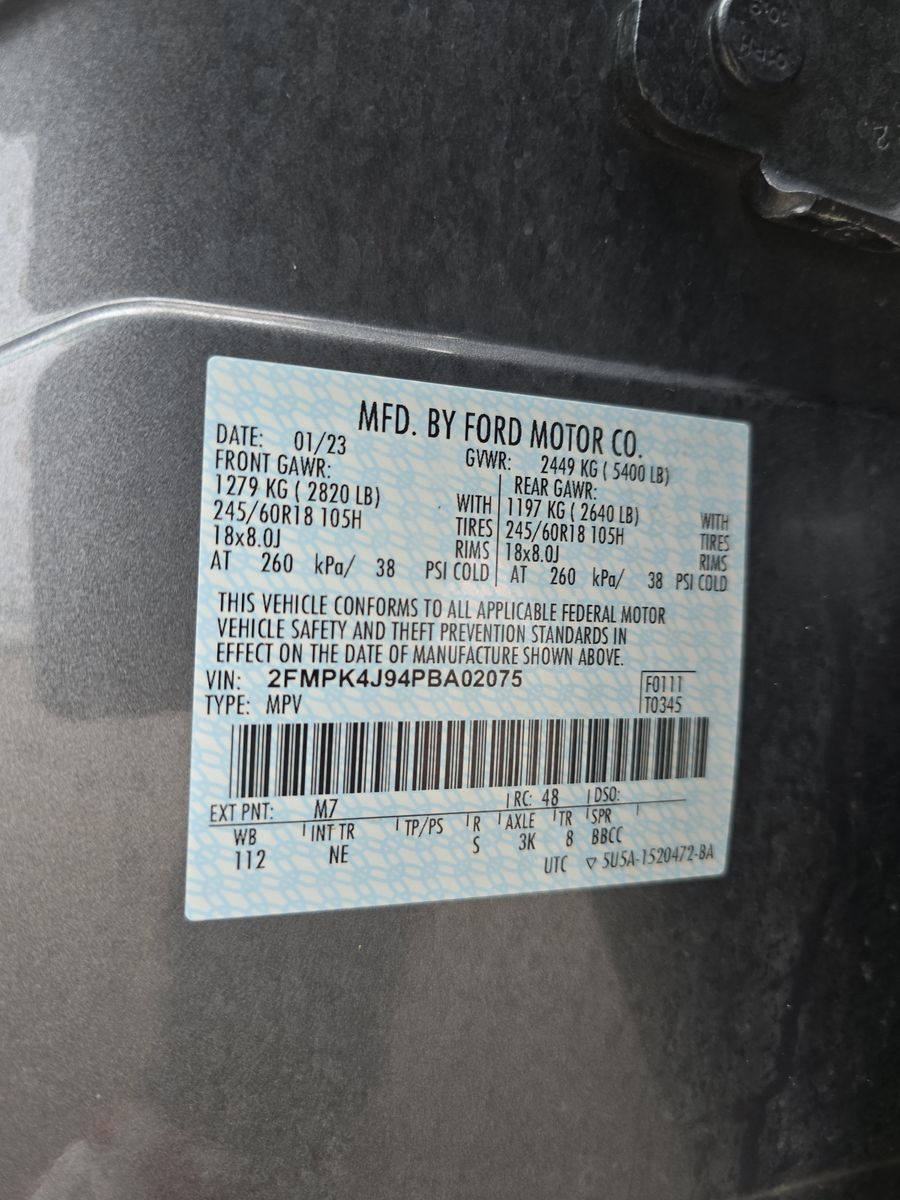 MFD. BY FORD MOTOR CO.
DATE: 01/23 GVWR: 2449 KG ( 5400 LB)
FRONT GAWR: REAR GAWR:
1279 KG ( 2820 LB) WITH 1197 KG ( 2640 LB) WITH
245/60R18 105H TIRES 245/60R18 105H TIRES
18x8.0J RIMS 18x8.0J RIMS
AT 260 kPa/ 38 PSI COLD AT 260 kPa/ 38 PSI COLD
THIS VEHICLE CONFORMS TO ALL APPLICABLE FEDERAL MOTOR
VEHICLE SAFETY AND THEFT PREVENTION STANDARDS IN
EFFECT ON THE DATE OF MANUFACTURE SHOWN ABOVE.
VIN: 2FMPK4J94PBA02075 F0111
TYPE: MPV T0345
EXT PNT: M7 RC: 48 DSO:
WB INT TR TP/PS R AXLE TR SPR
112 NE S 3K 8 BBCC
UTC ▽ 5U5A-1520472-BA